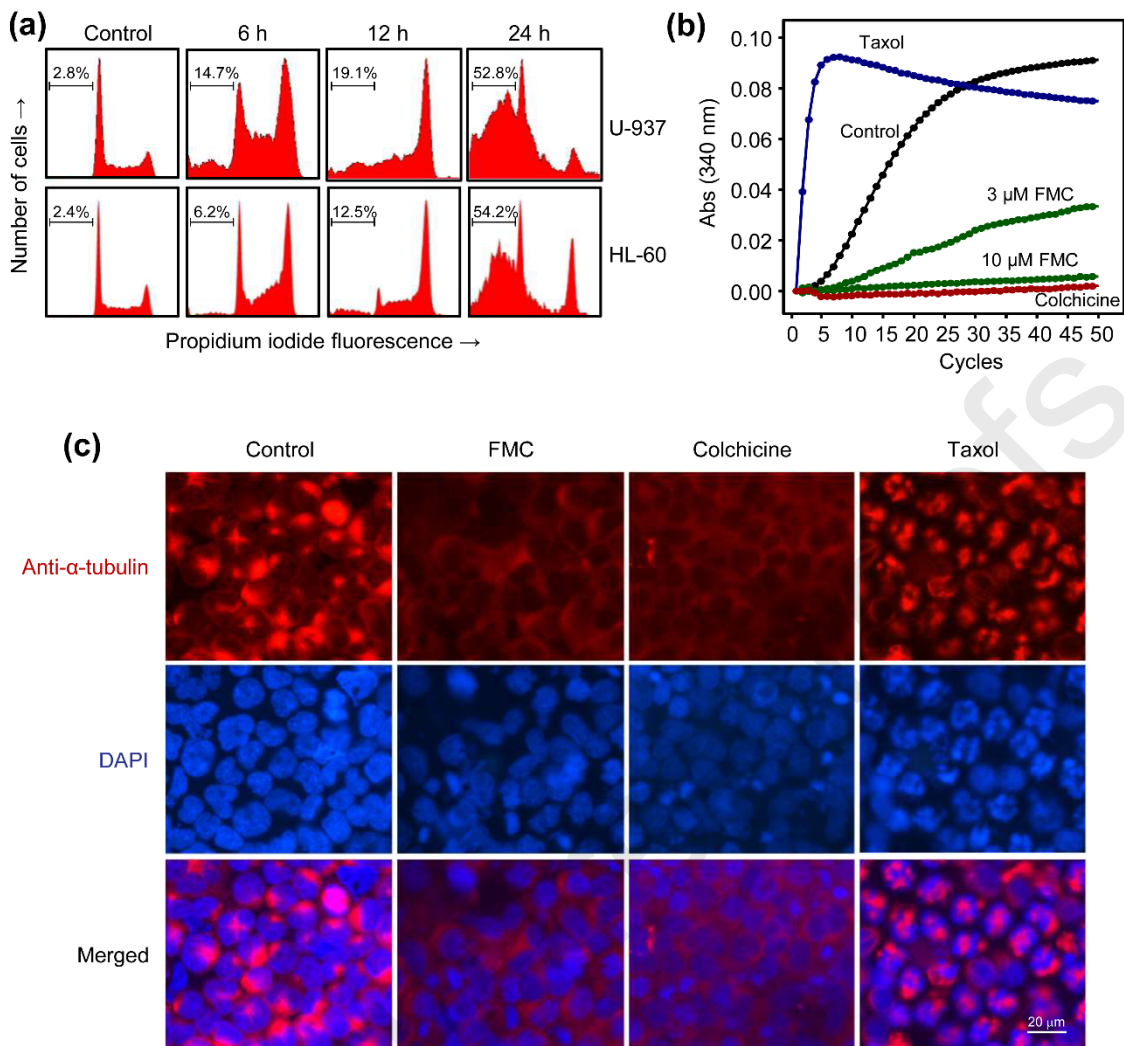 (a)
Control 6 h 12 h 24 h
2.8% 14.7% 19.1% 52.8%
U-937
2.4% 6.2% 12.5% 54.2%
HL-60
Number of cells →
Propidium iodide fluorescence →
(b)
0.10
0.08
0.06
0.04
0.02
0.00
Abs (340 nm)
Taxol
Control
3 µM FMC
10 µM FMC
Colchicine
0 5 10 15 20 25 30 35 40 45 50
Cycles
(c)
Control FMC Colchicine Taxol
Anti-α-tubulin
DAPI
Merged
20 µm